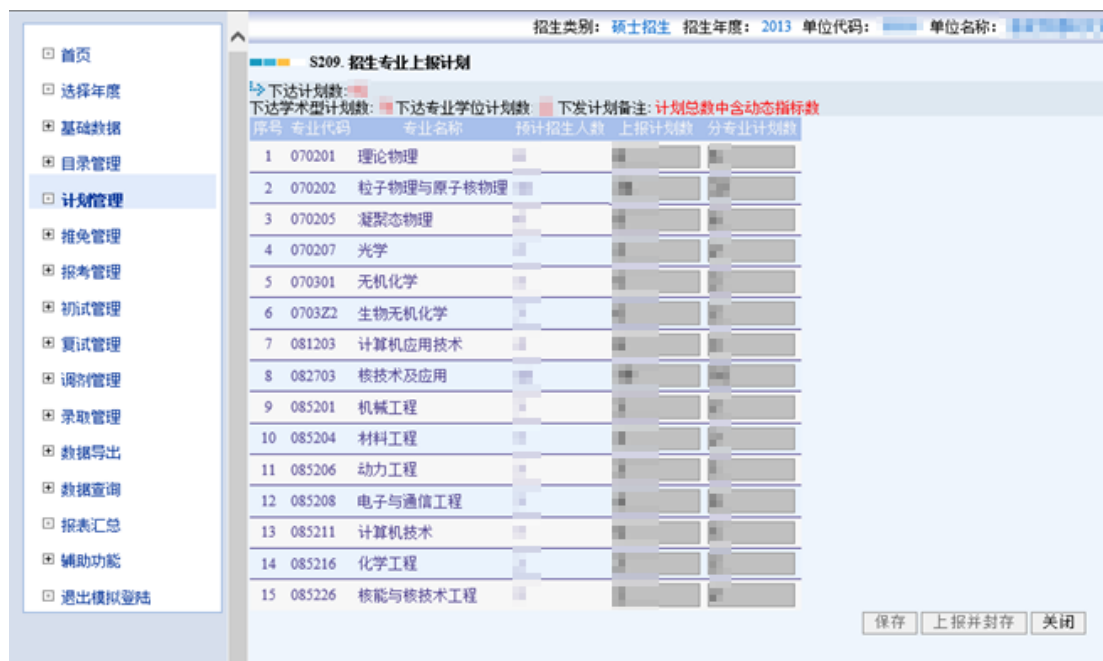 招生类别: 硕士招生 招生年度: 2013 单位代码: 单位名称:
首页
选择年度
基础数据
目录管理
计划管理
推免管理
报考管理
初试管理
复试管理
调剂管理
录取管理
数据导出
数据查询
报表汇总
辅助功能
退出模拟登陆
S209. 招生专业上报计划
下达计划数:
下达学术型计划数: 下达专业学位计划数: 下发计划备注: 计划总数中含动态指标数
序号 专业代码 专业名称 预计招生人数 上报计划数 分专业计划数
1 070201 理论物理
2 070202 粒子物理与原子核物理
3 070205 凝聚态物理
4 070207 光学
5 070301 无机化学
6 0703Z2 生物无机化学
7 081203 计算机应用技术
8 082703 核技术及应用
9 085201 机械工程
10 085204 材料工程
11 085206 动力工程
12 085208 电子与通信工程
13 085211 计算机技术
14 085216 化学工程
15 085226 核能与核技术工程
保存 上报并封存 关闭